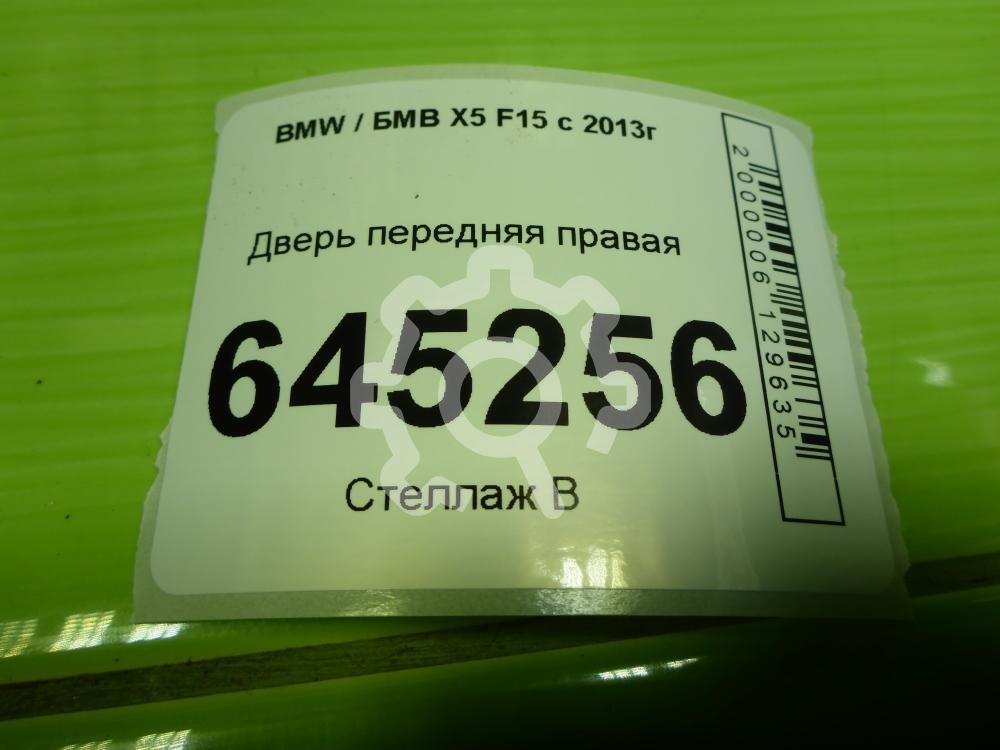 BMW / БМВ X5 F15 с 2013г
Дверь передняя правая
645256
Стеллаж В
2000006129635